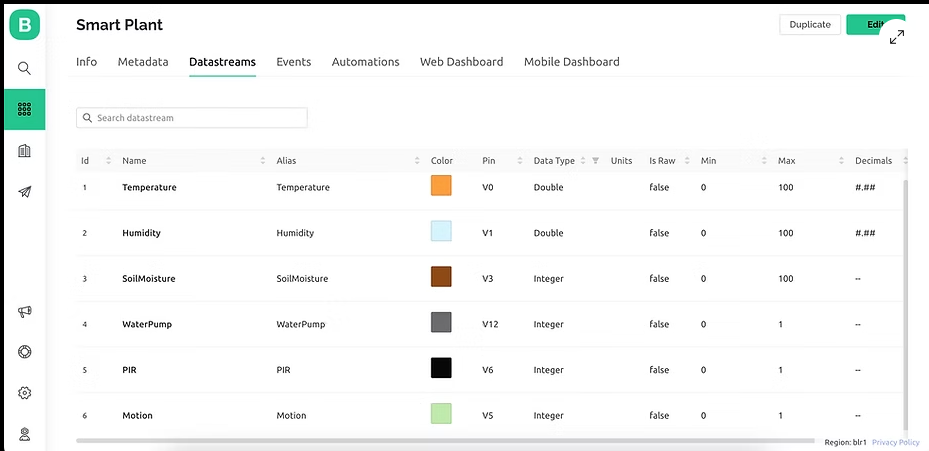 B
Smart Plant
Duplicate
Edit
Info Metadata Datastreams Events Automations Web Dashboard Mobile Dashboard
Search datastream
Id Name Alias Color Pin Data Type Units Is Raw Min Max Decimals
1 Temperature Temperature V0 Double false 0 100 #.##
2 Humidity Humidity V1 Double false 0 100 #.##
3 SoilMoisture SoilMoisture V3 Integer false 0 100 --
4 WaterPump WaterPump V12 Integer false 0 1 --
5 PIR PIR V6 Integer false 0 1 --
6 Motion Motion V5 Integer false 0 1 --
Region: blr1 Privacy Policy